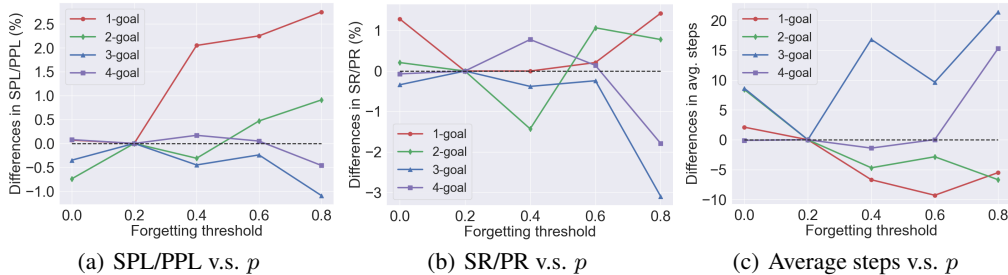 Differences in SPL/PPL (%)
2.5
2.0
1.5
1.0
0.5
0.0
−0.5
−1.0
1-goal
2-goal
3-goal
4-goal
0.0 0.2 0.4 0.6 0.8
Forgetting threshold
(a) SPL/PPL v.s. p
Differences in SR/PR (%)
1
0
−1
−2
−3
1-goal
2-goal
3-goal
4-goal
0.0 0.2 0.4 0.6 0.8
Forgetting threshold
(b) SR/PR v.s. p
Differences in avg. steps
20
15
10
5
0
−5
−10
1-goal
2-goal
3-goal
4-goal
0.0 0.2 0.4 0.6 0.8
Forgetting threshold
(c) Average steps v.s. p